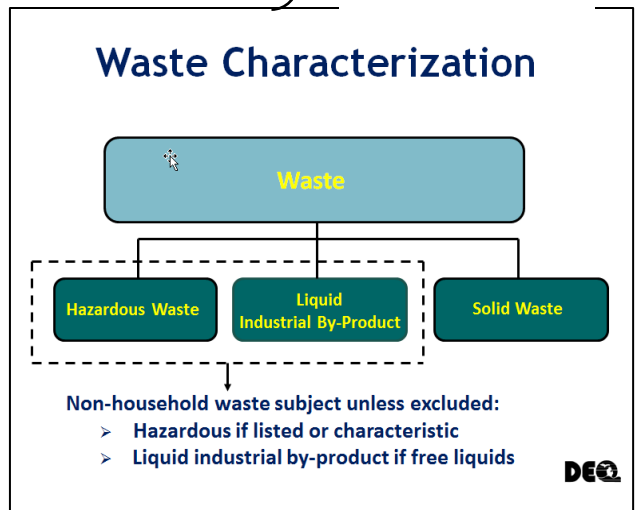 Waste Characterization
Waste
Hazardous Waste
Liquid
Industrial By-Product
Solid Waste
Non-household waste subject unless excluded:
➢ Hazardous if listed or characteristic
➢ Liquid industrial by-product if free liquids
DEQ